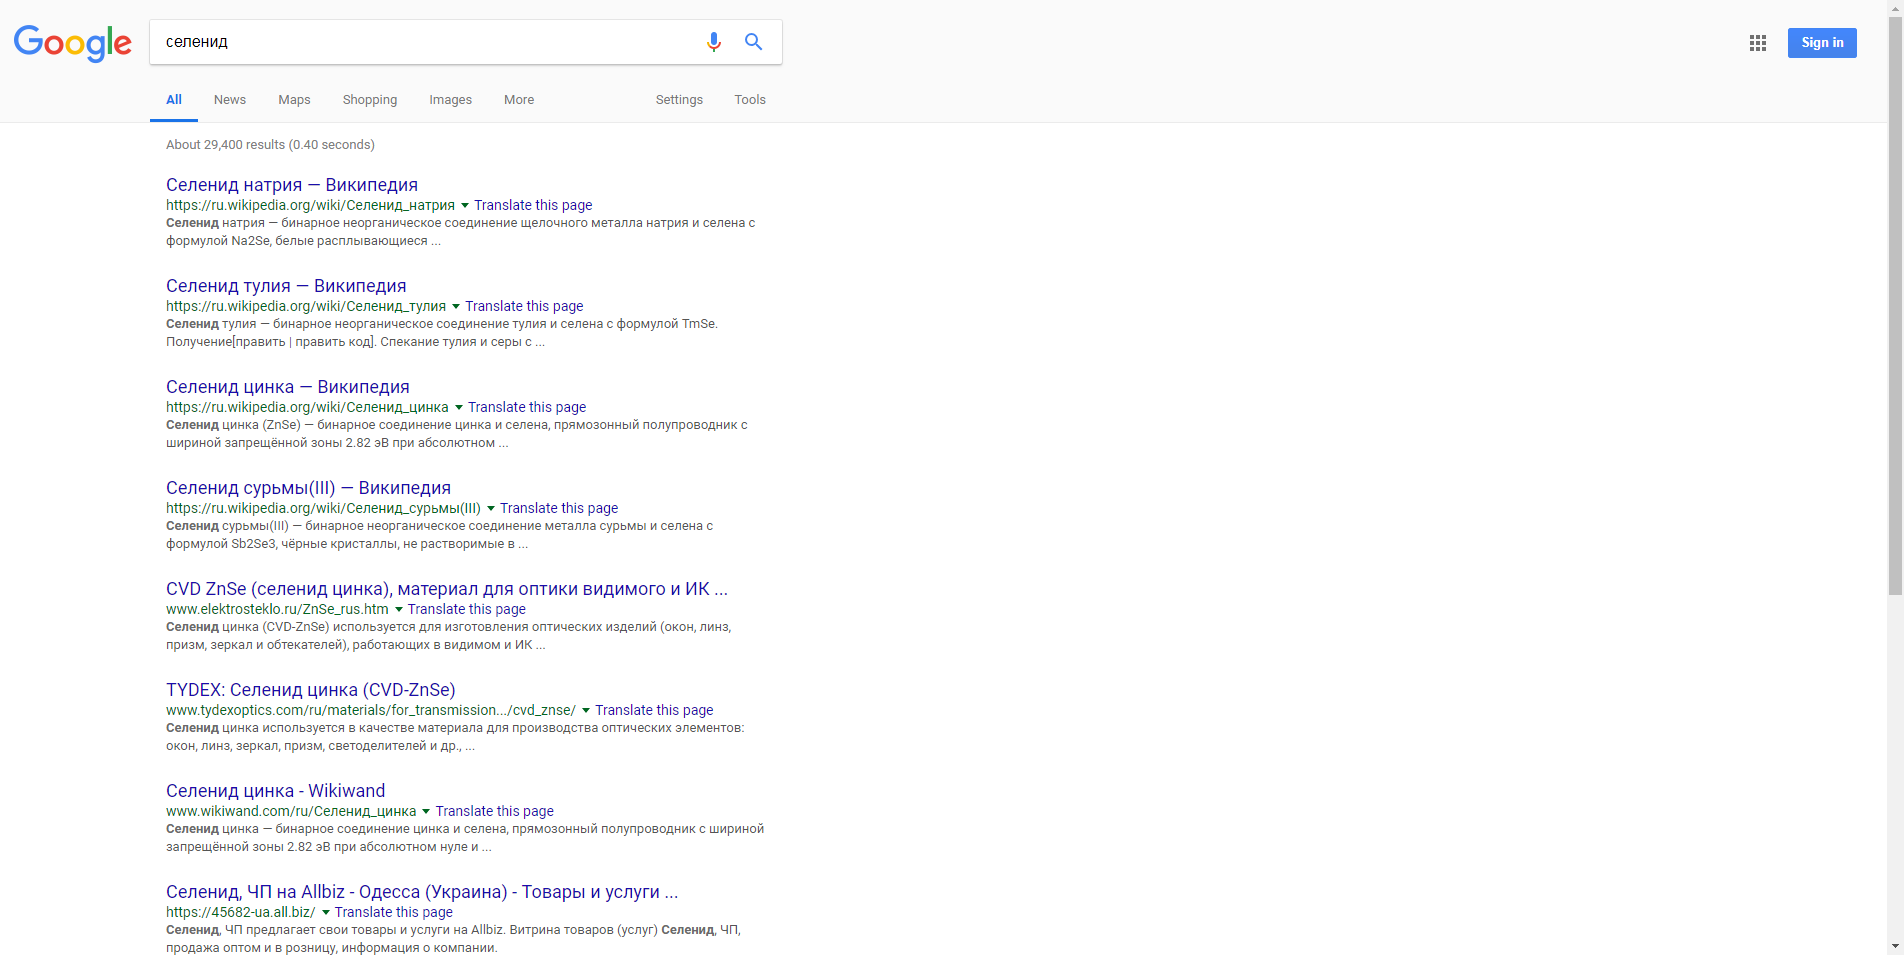 Google
селенид
Sign in
All News Maps Shopping Images More Settings Tools
About 29,400 results (0.40 seconds)
Селенид натрия — Википедия
https://ru.wikipedia.org/wiki/Селенид_натрия Translate this page
Селенид натрия — бинарное неорганическое соединение щелочного металла натрия и селена с
формулой Na2Se, белые расплывающиеся ...
Селенид тулия — Википедия
https://ru.wikipedia.org/wiki/Селенид_тулия Translate this page
Селенид тулия — бинарное неорганическое соединение тулия и селена с формулой TmSe.
Получение[править | править код]. Спекание тулия и серы с ...
Селенид цинка — Википедия
https://ru.wikipedia.org/wiki/Селенид_цинка Translate this page
Селенид цинка (ZnSe) — бинарное соединение цинка и селена, прямозонный полупроводник с
шириной запрещённой зоны 2.82 эВ при абсолютном ...
Селенид сурьмы(III) — Википедия
https://ru.wikipedia.org/wiki/Селенид_сурьмы(III) Translate this page
Селенид сурьмы(III) — бинарное неорганическое соединение металла сурьмы и селена с
формулой Sb2Se3, чёрные кристаллы, не растворимые в ...
CVD ZnSe (селенид цинка), материал для оптики видимого и ИК ...
www.elektrosteklo.ru/ZnSe_rus.htm Translate this page
Селенид цинка (CVD-ZnSe) используется для изготовления оптических изделий (окон, линз,
призм, зеркал и обтекателей), работающих в видимом и ИК ...
TYDEX: Селенид цинка (CVD-ZnSe)
www.tydexoptics.com/ru/materials/for_transmission.../cvd_znse/ Translate this page
Селенид цинка используется в качестве материала для производства оптических элементов:
окон, линз, зеркал, призм, светоделителей и др., ...
Селенид цинка - Wikiwand
www.wikiwand.com/ru/Селенид_цинка Translate this page
Селенид цинка — бинарное соединение цинка и селена, прямозонный полупроводник с шириной
запрещённой зоны 2.82 эВ при абсолютном нуле и ...
Селенид, ЧП на Allbiz - Одесса (Украина) - Товары и услуги ...
https://45682-ua.all.biz/ Translate this page
Селенид, ЧП предлагает свои товары и услуги на Allbiz. Витрина товаров (услуг) Селенид, ЧП,
продажа оптом и в розницу, информация о компании.